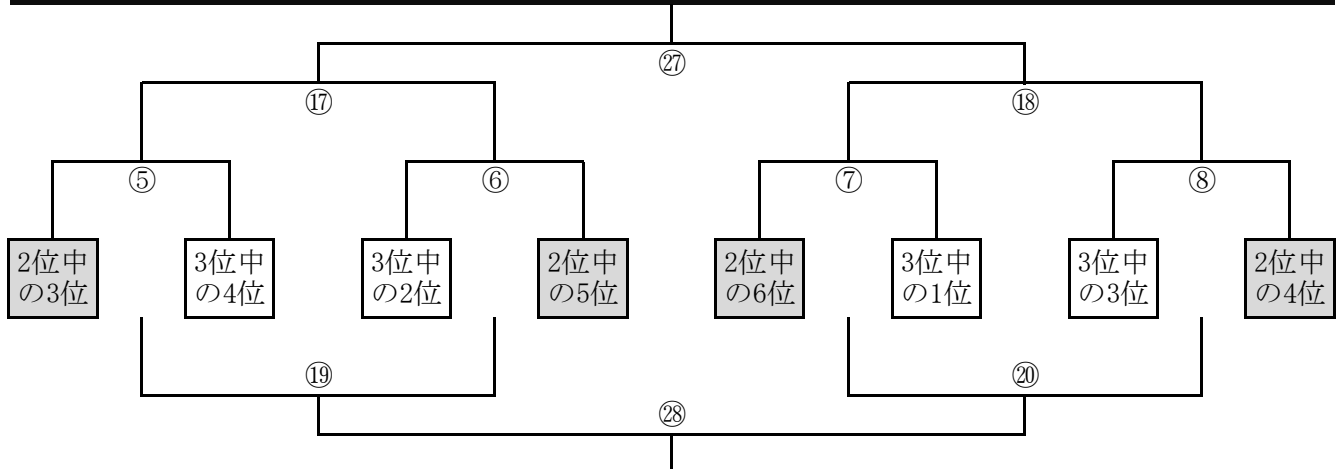 ㉗
⑰
⑱
⑤
⑥
⑦
⑧
2位中
の3位
3位中
の4位
3位中
の2位
2位中
の5位
2位中
の6位
3位中
の1位
3位中
の3位
2位中
の4位
⑲
⑳
㉘